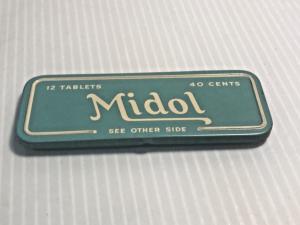 12 TABLETS 40 CENTS
Midol
SEE OTHER SIDE